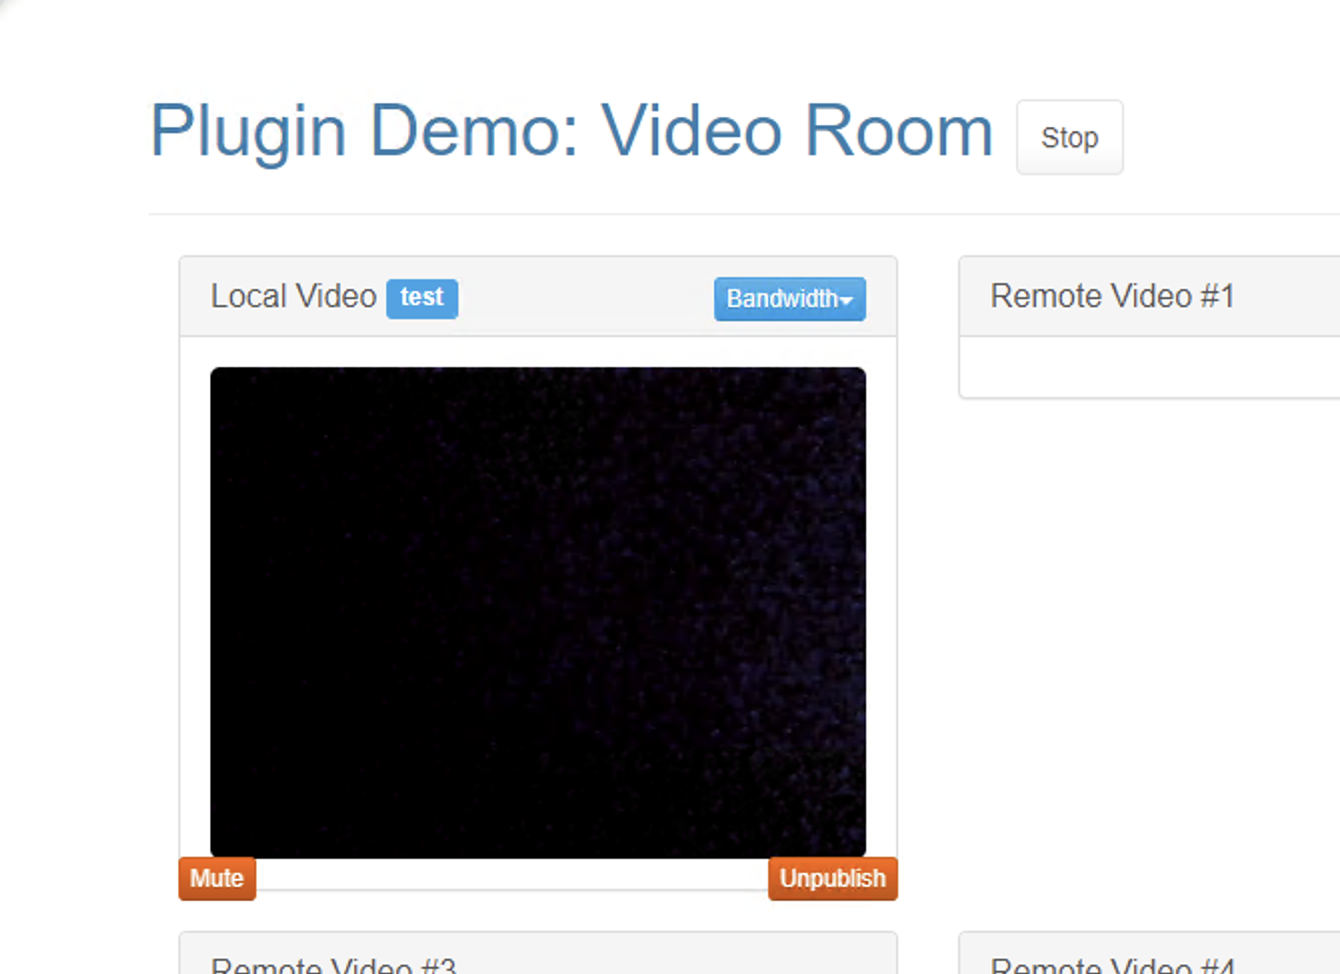 Plugin Demo: Video Room Stop
Local Video test Bandwidth
Remote Video #1
Mute Unpublish
Remote Video #3
Remote Video #4